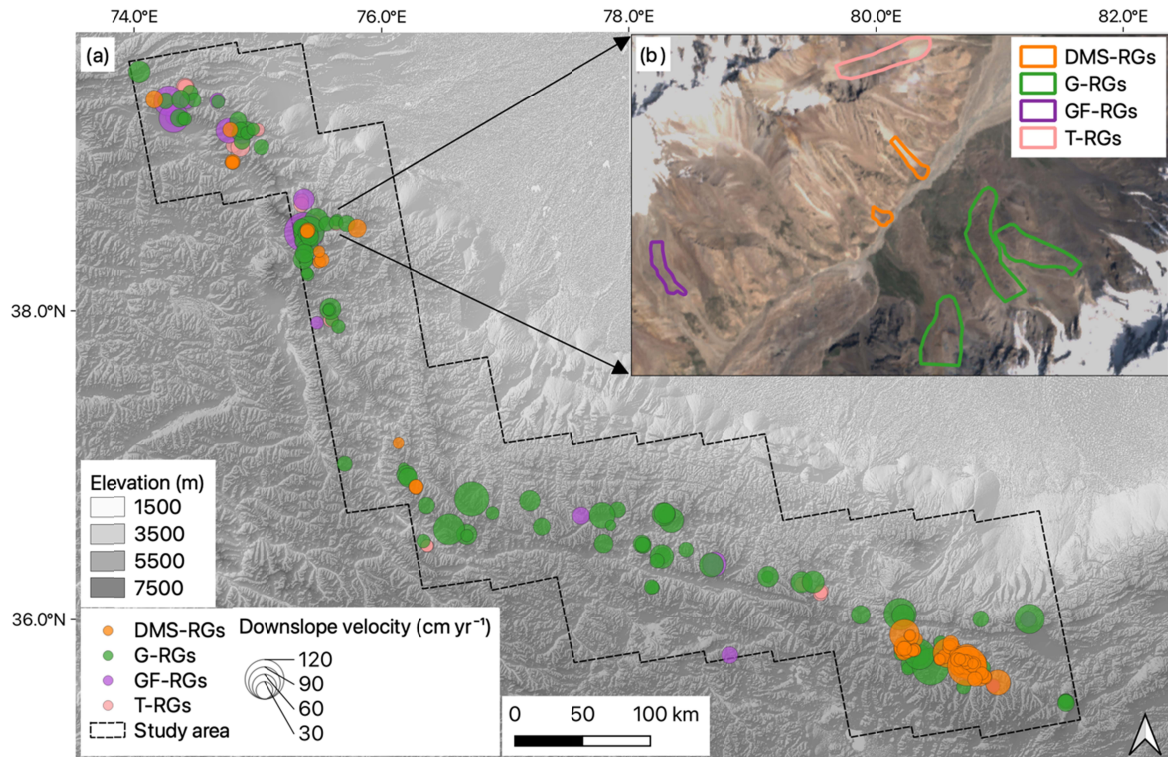 74.0°E 76.0°E 78.0°E 80.0°E 82.0°E
(a)
(b)
DMS-RGs
G-RGs
GF-RGs
T-RGs
38.0°N
36.0°N
Elevation (m)
1500
3500
5500
7500
DMS-RGs
G-RGs
GF-RGs
T-RGs
Study area
Downslope velocity (cm yr⁻¹)
120
90
60
30
0 50 100 km